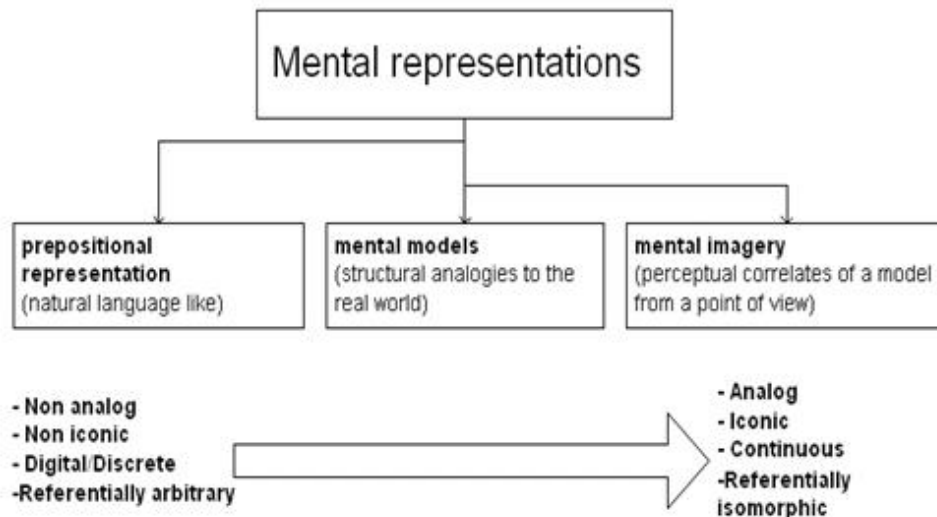 Mental representations
prepositional
representation
(natural language like)
mental models
(structural analogies to the
real world)
mental imagery
(perceptual correlates of a model
from a point of view)
- Non analog
- Non iconic
- Digital/Discrete
-Referentially arbitrary
- Analog
- Iconic
- Continuous
-Referentially
isomorphic